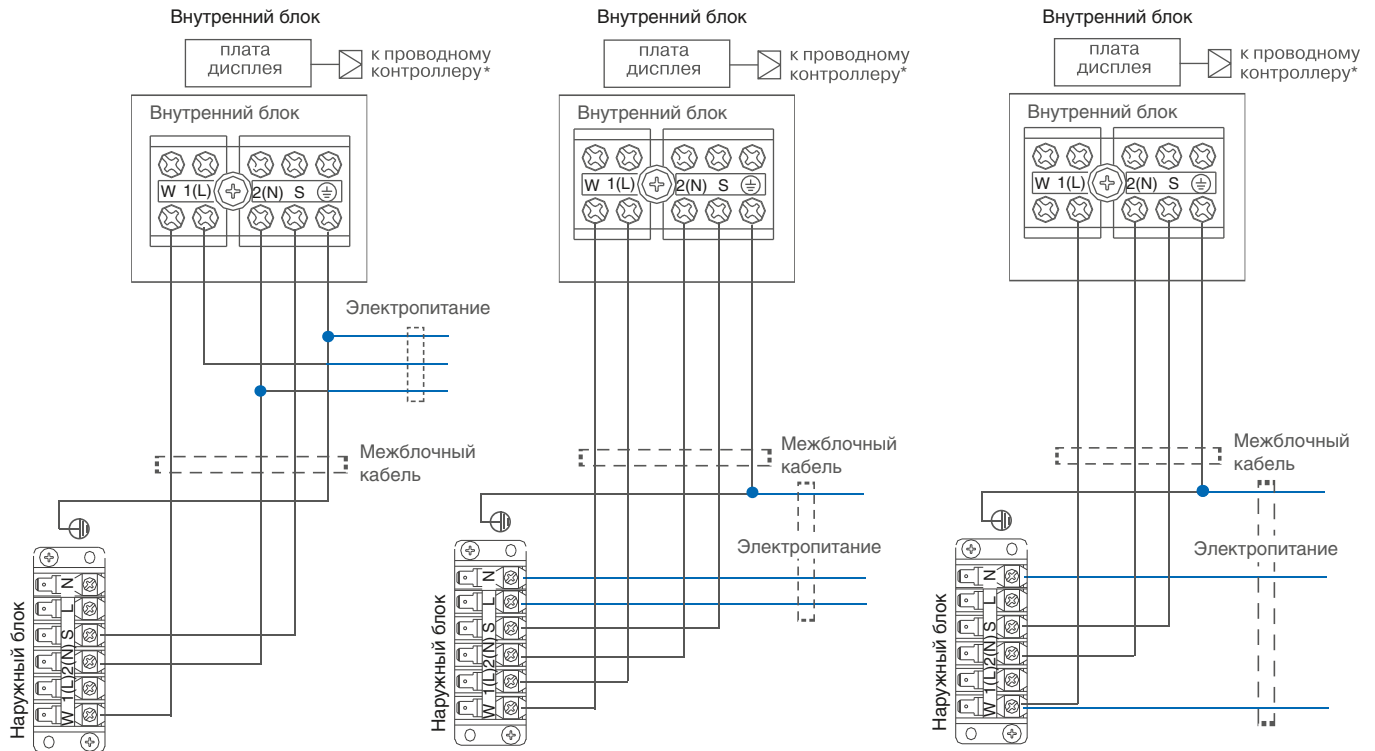 Внутренний блок
плата
дисплея
к проводному
контроллеру*
Внутренний блок
W 1(L) 2(N) S
Электропитание
Межблочный
кабель
Наружный блок
N
L
S
2(N)
1(L)
W
Внутренний блок
плата
дисплея
к проводному
контроллеру*
Внутренний блок
W 1(L) 2(N) S
Межблочный
кабель
Электропитание
Наружный блок
N
L
S
2(N)
1(L)
W
Внутренний блок
плата
дисплея
к проводному
контроллеру*
Внутренний блок
W 1(L) 2(N) S
Межблочный
кабель
Электропитание
Наружный блок
N
L
S
2(N)
1(L)
W